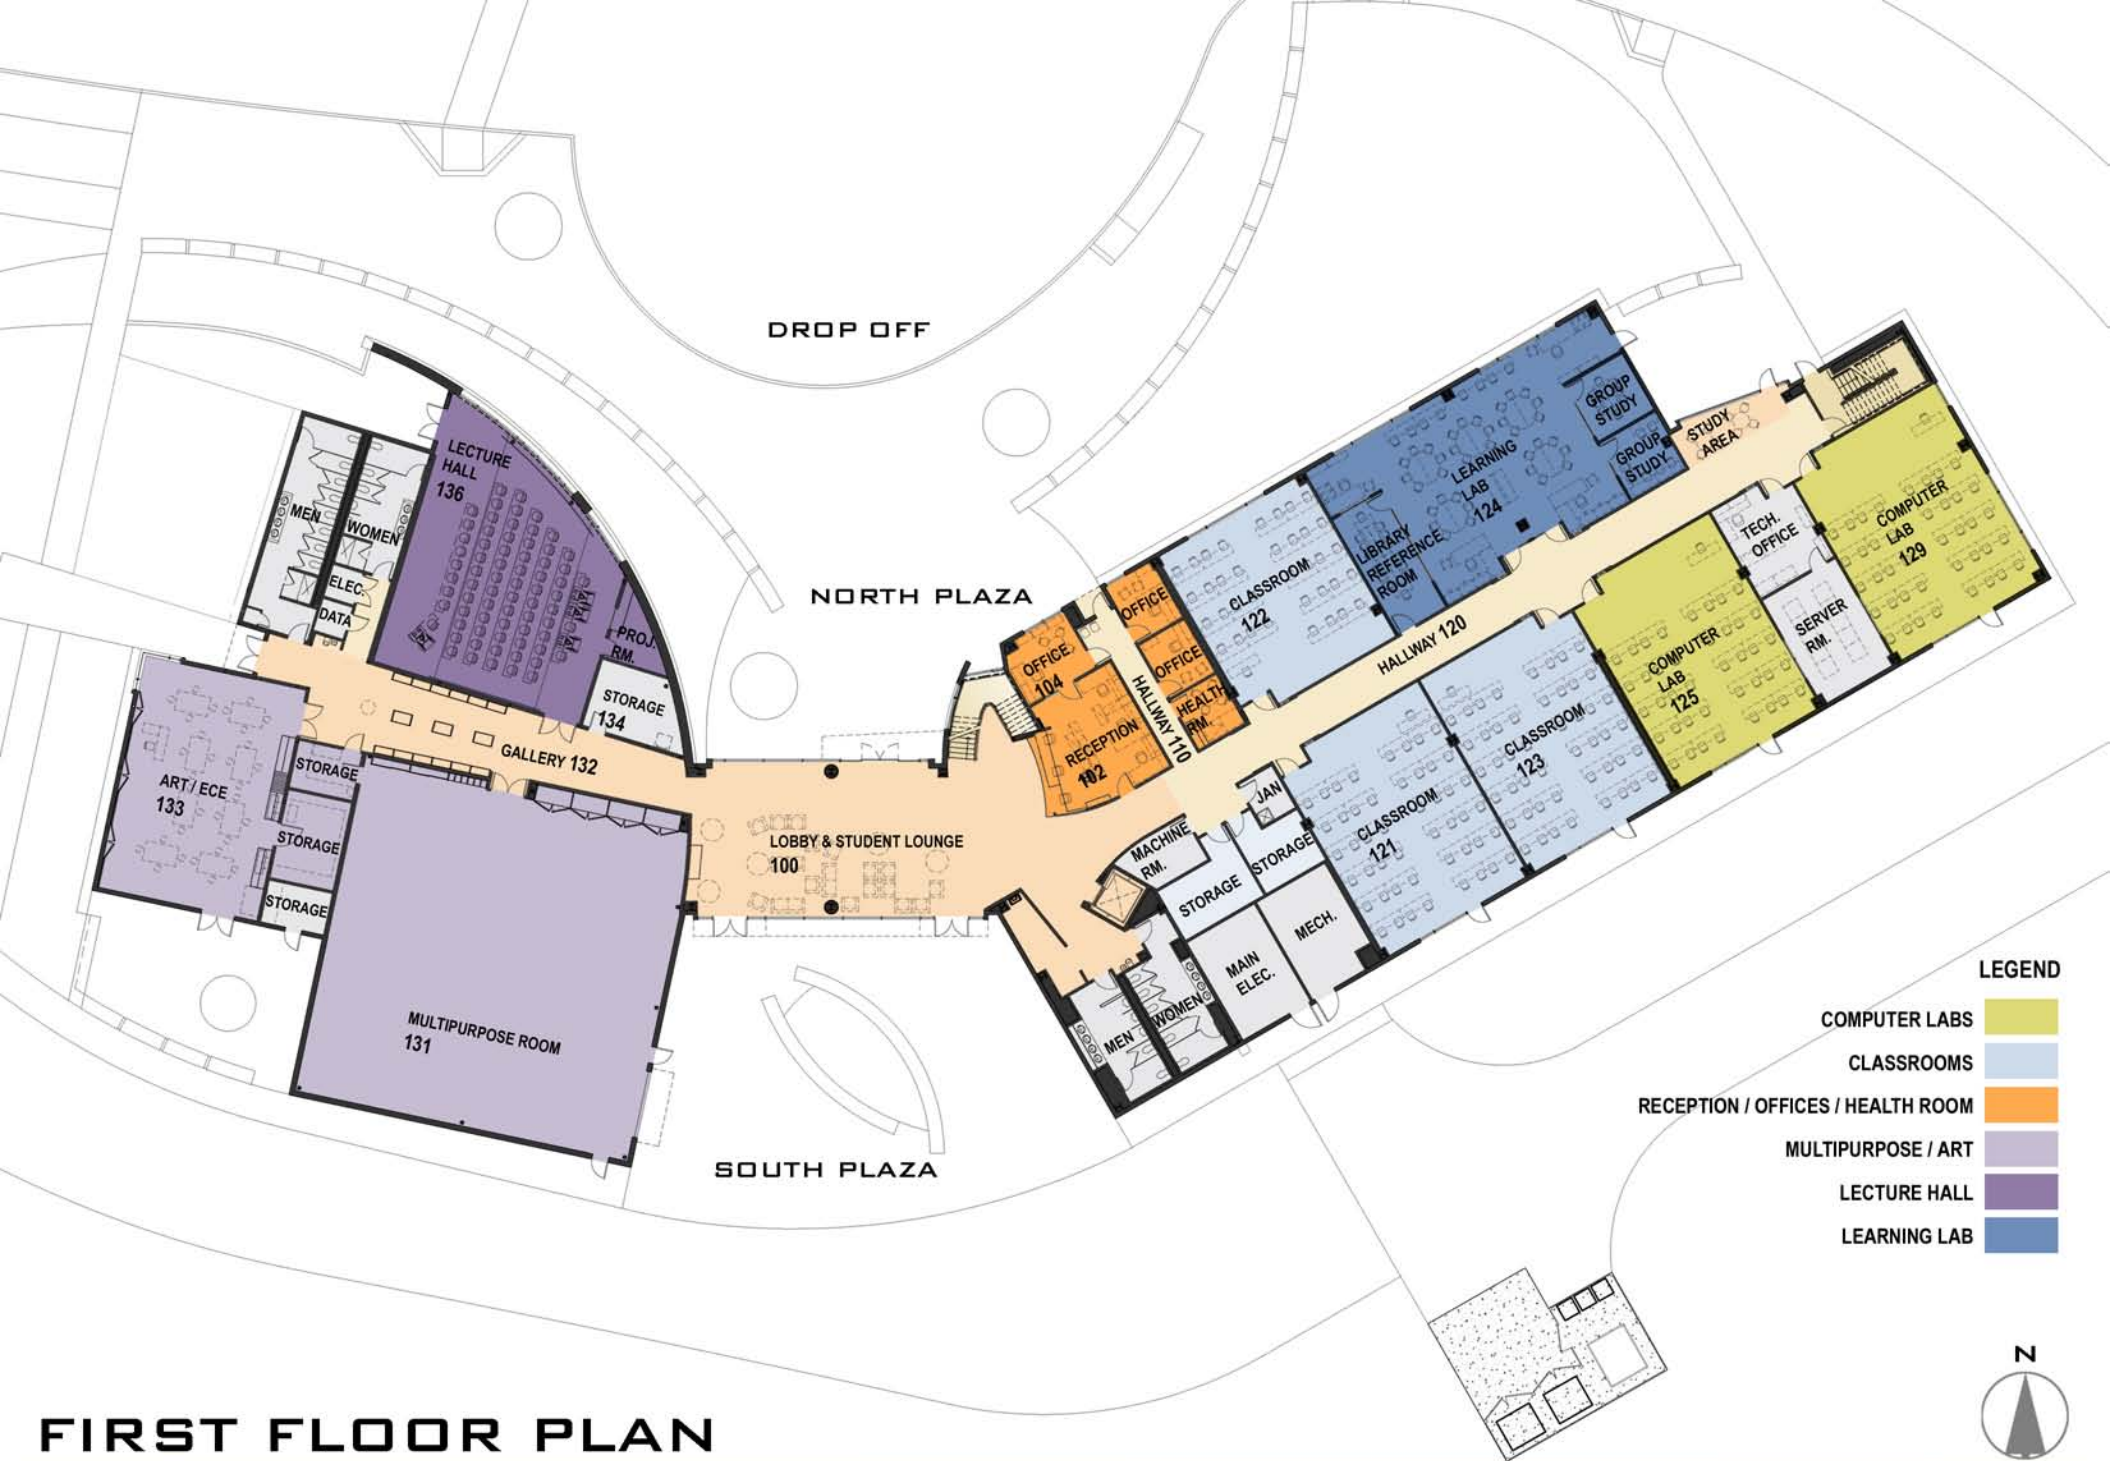 DROP OFF
NORTH PLAZA
SOUTH PLAZA
LECTURE
HALL
136
MEN
WOMEN
ELEC.
DATA
PROJ.
RM.
STORAGE
134
GALLERY 132
ART / ECE
133
STORAGE
STORAGE
STORAGE
MULTIPURPOSE ROOM
131
LOBBY & STUDENT LOUNGE
100
OFFICE
104
RECEPTION
102
HALLWAY 110
OFFICE
OFFICE
HEALTH
RM.
CLASSROOM
122
LIBRARY
REFERENCE
ROOM
LEARNING
LAB
124
GROUP
STUDY
GROUP
STUDY
STUDY
AREA
HALLWAY 120
COMPUTER
LAB
129
TECH.
OFFICE
SERVER
RM.
COMPUTER
LAB
125
CLASSROOM
123
CLASSROOM
121
JAN
MACHINE
RM.
STORAGE
STORAGE
MECH.
MAIN
ELEC.
MEN
WOMEN
LEGEND
COMPUTER LABS
CLASSROOMS
RECEPTION / OFFICES / HEALTH ROOM
MULTIPURPOSE / ART
LECTURE HALL
LEARNING LAB
N
FIRST FLOOR PLAN